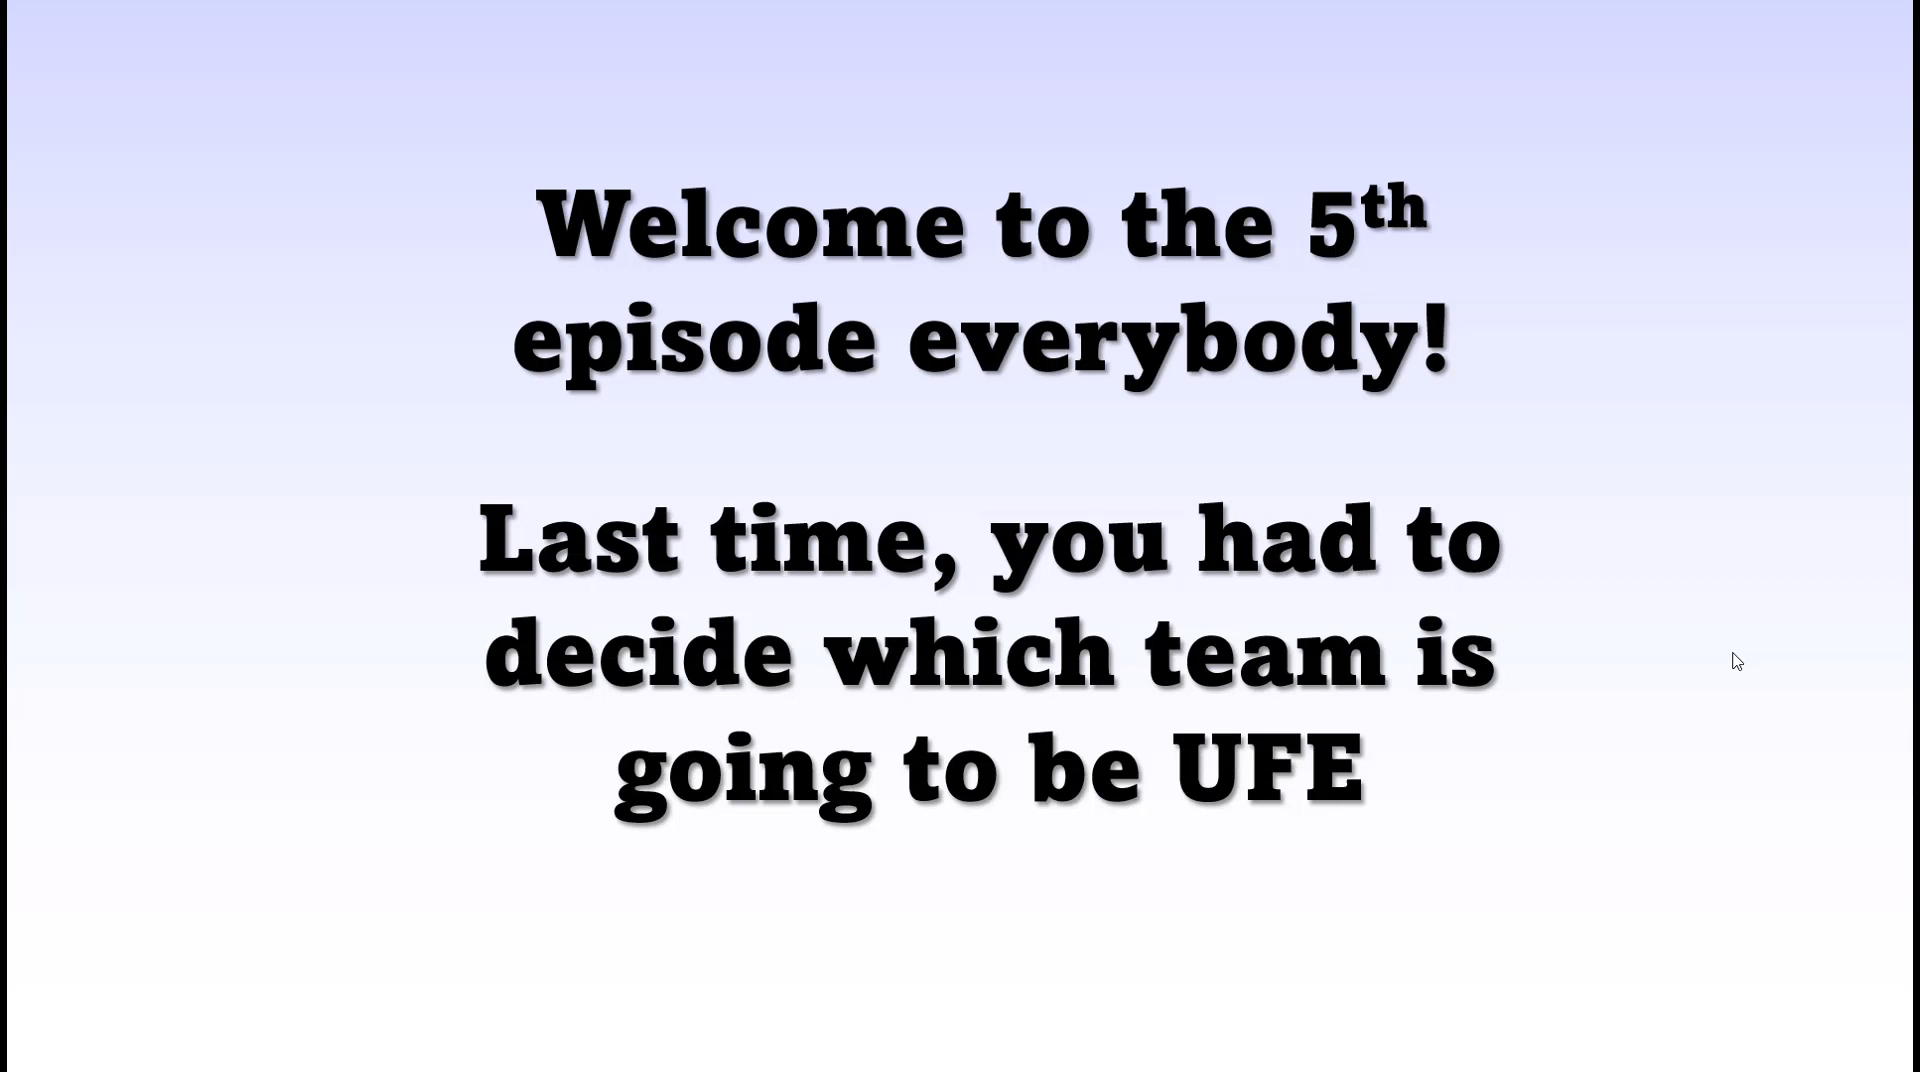 Welcome to the 5th
episode everybody!
Last time, you had to
decide which team is
going to be UFE